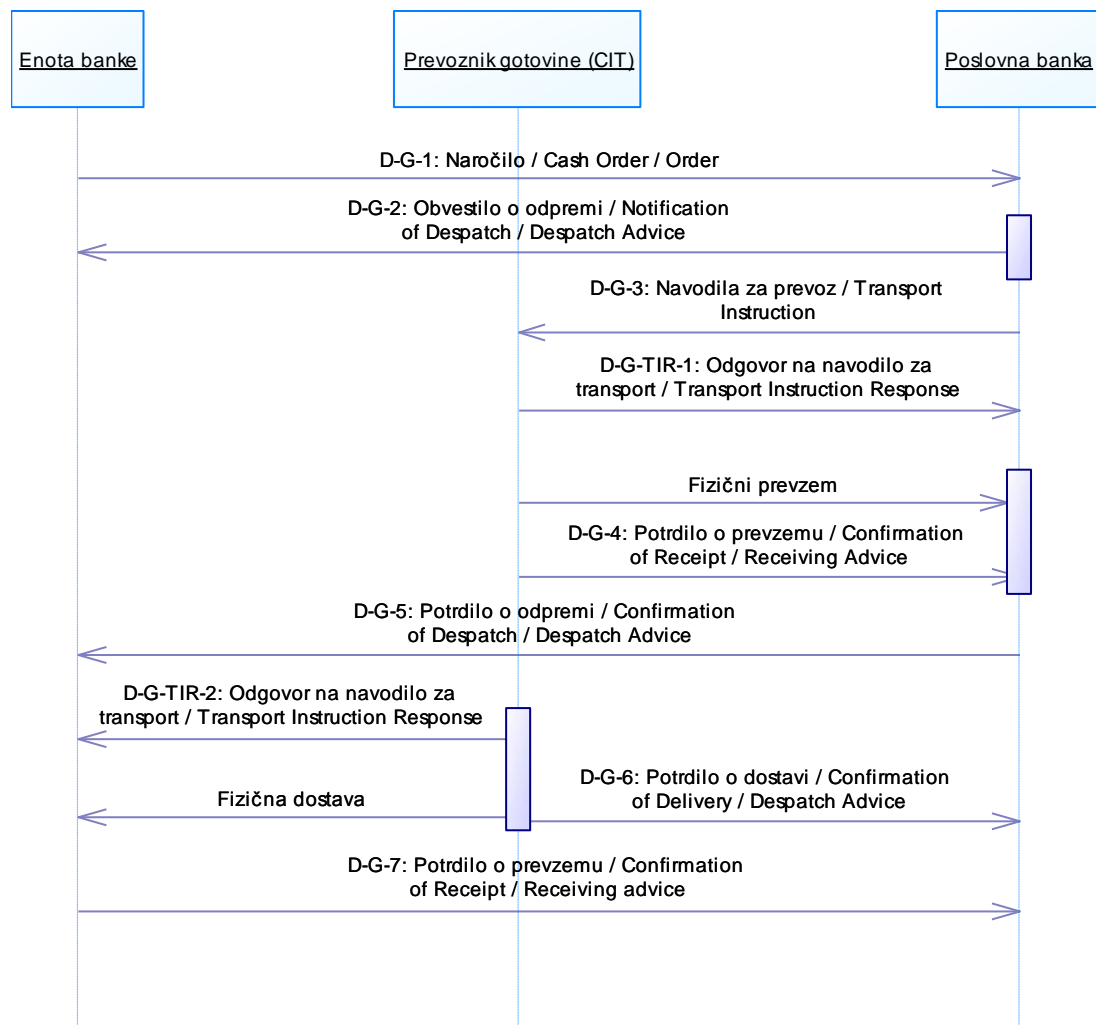 Enota banke
Prevoznik gotovine (CIT)
Poslovna banka
D-G-1: Naročilo / Cash Order / Order
D-G-2: Obvestilo o odpremi / Notification
of Despatch / Despatch Advice
D-G-3: Navodila za prevoz / Transport
Instruction
D-G-TIR-1: Odgovor na navodilo za
transport / Transport Instruction Response
Fizični prevzem
D-G-4: Potrdilo o prevzemu / Confirmation
of Receipt / Receiving Advice
D-G-5: Potrdilo o odpremi / Confirmation
of Despatch / Despatch Advice
D-G-TIR-2: Odgovor na navodilo za
transport / Transport Instruction Response
D-G-6: Potrdilo o dostavi / Confirmation
of Delivery / Despatch Advice
Fizična dostava
D-G-7: Potrdilo o prevzemu / Confirmation
of Receipt / Receiving advice